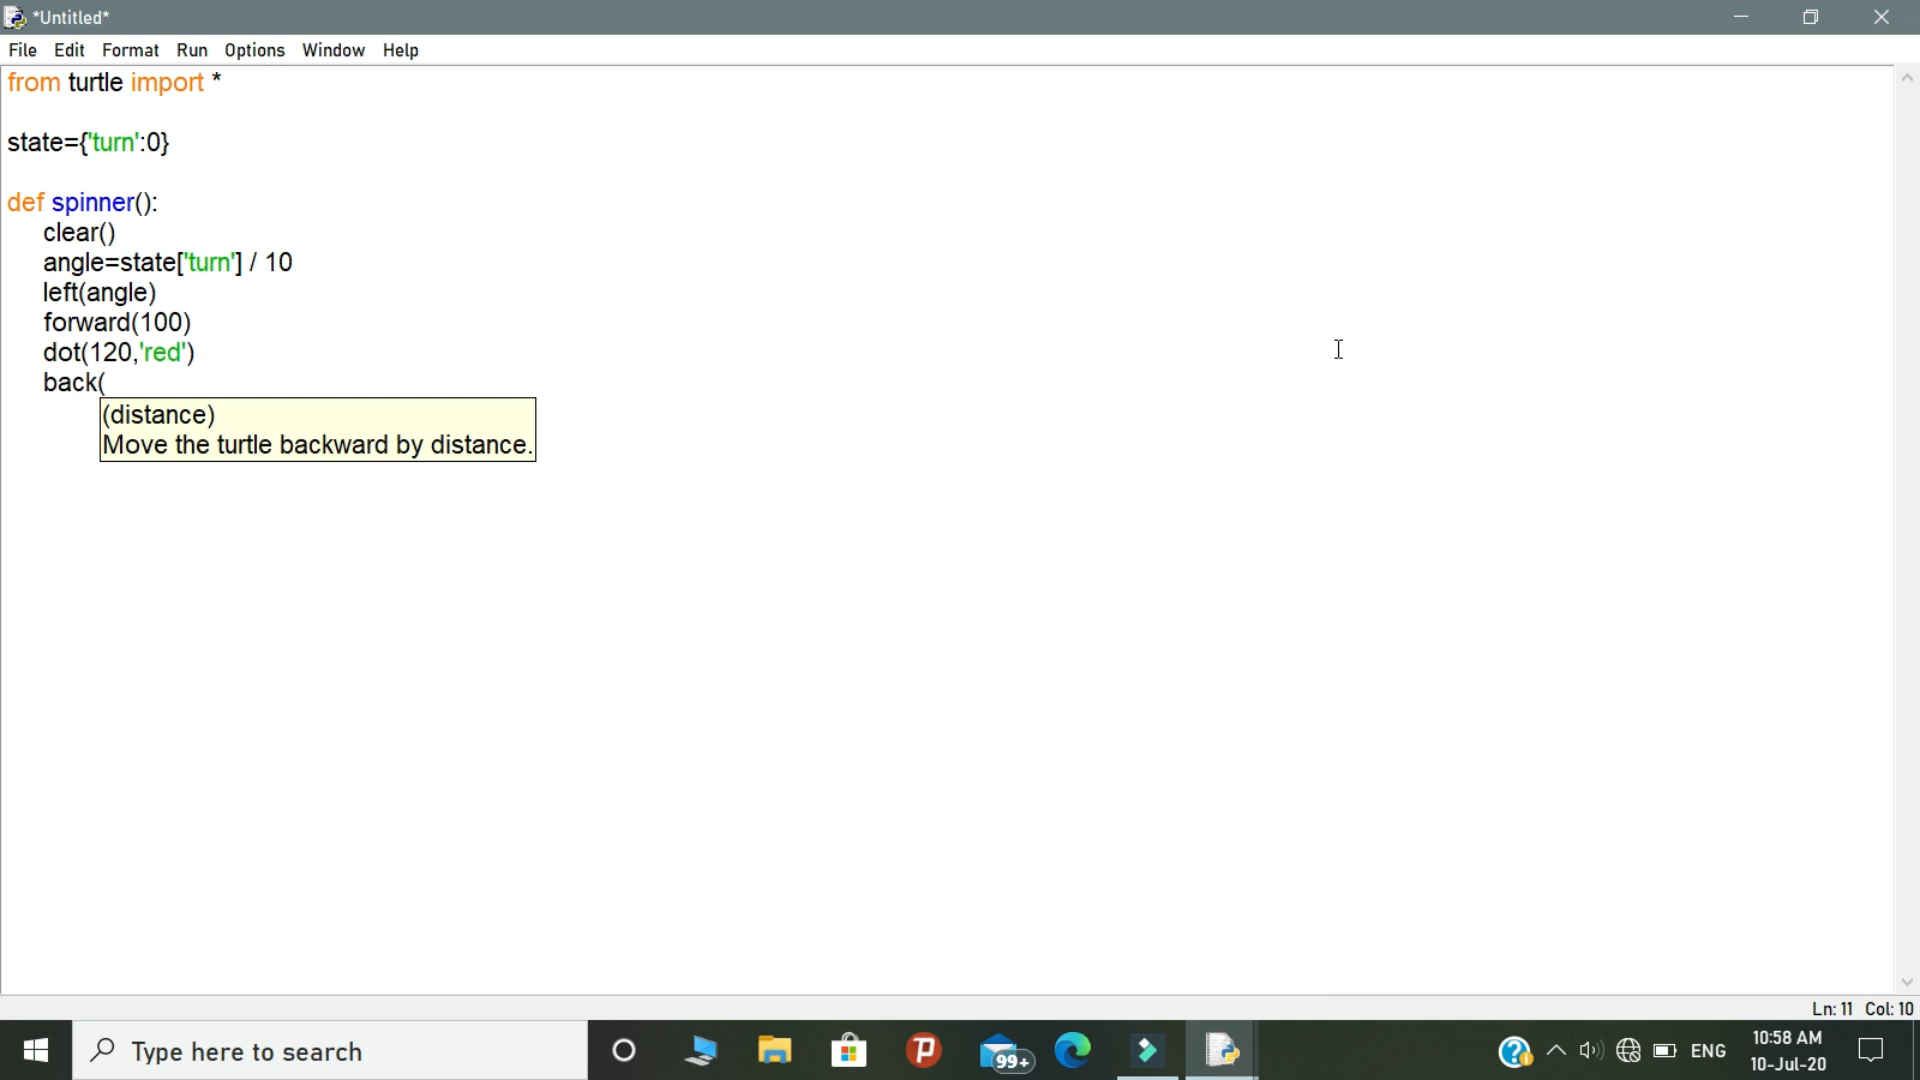 *Untitled*
File Edit Format Run Options Window Help
from turtle import *
state={'turn':0}
def spinner():
clear()
angle=state['turn'] / 10
left(angle)
forward(100)
dot(120,'red')
back(
(distance)
Move the turtle backward by distance.
Ln: 11 Col: 10
Type here to search
99+
ENG
10:58 AM
10-Jul-20